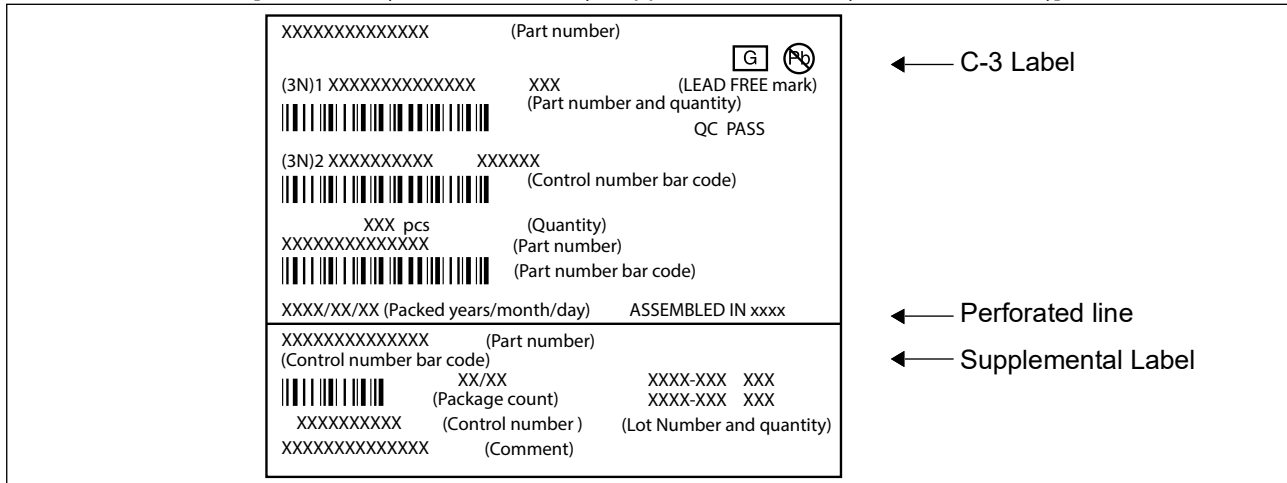 XXXXXXXXXXXXXX (Part number)
G Pb
C-3 Label
(3N)1 XXXXXXXXXXXXXX XXX (LEAD FREE mark)
(Part number and quantity)
QC PASS
(3N)2 XXXXXXXXXX XXXXXX
(Control number bar code)
XXX pcs (Quantity)
XXXXXXXXXXXXXX (Part number)
(Part number bar code)
XXXX/XX/XX (Packed years/month/day) ASSEMBLED IN xxxx
Perforated line
XXXXXXXXXXXXXX (Part number)
(Control number bar code)
Supplemental Label
XX/XX XXXX-XXX XXX
(Package count) XXXX-XXX XXX
XXXXXXXXXX (Control number ) (Lot Number and quantity)
XXXXXXXXXXXXXX (Comment)